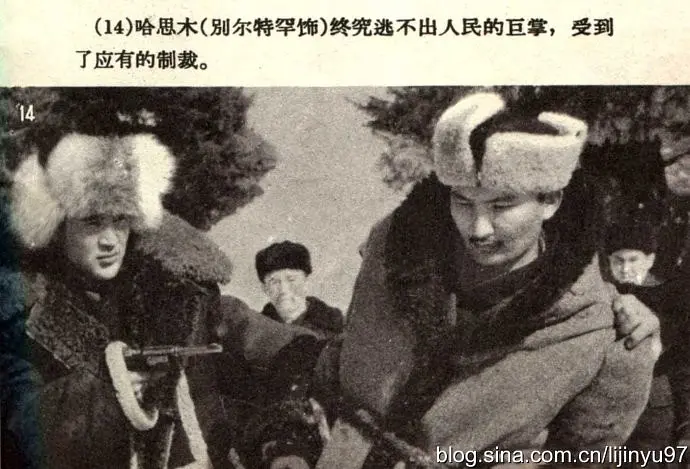 (14)哈思木(别尔特罕饰)终究逃不出人民的巨掌，受到
了应有的制裁。
14
blog.sina.com.cn/lijinyu97